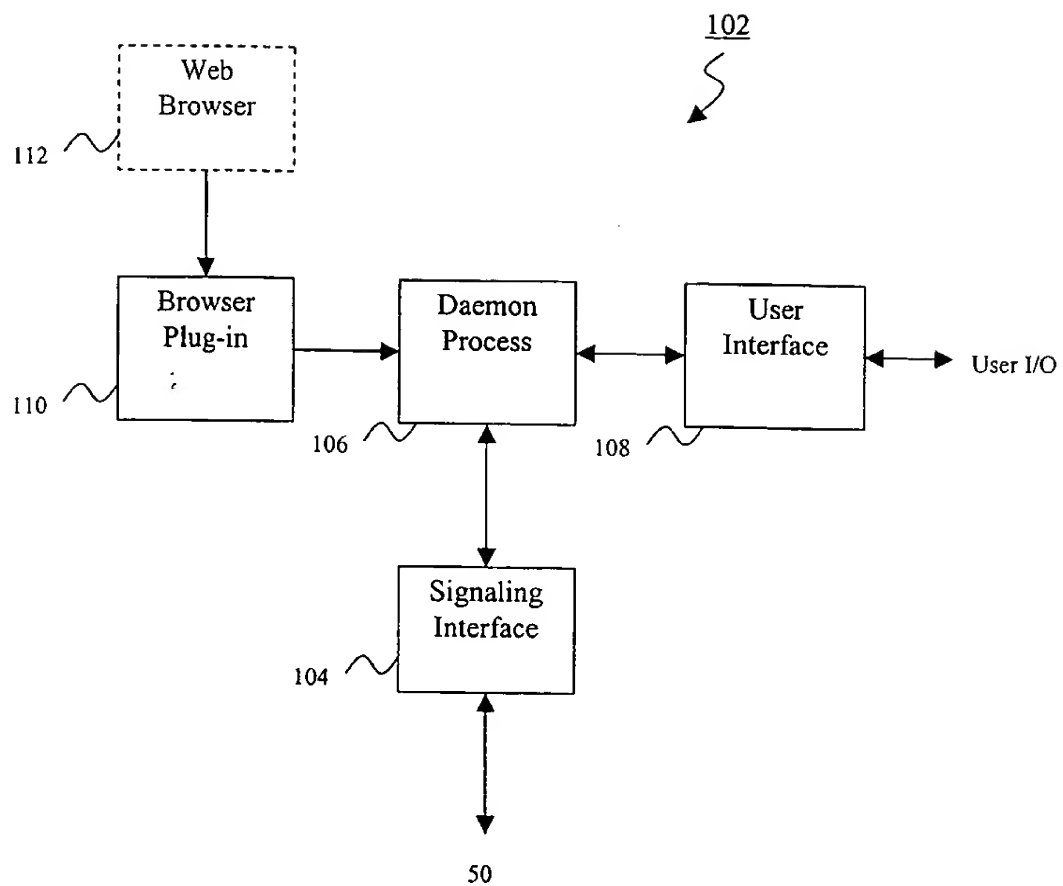 102
Web
Browser
112
Browser
Plug-in
110
Daemon
Process
106
User
Interface
108
User I/O
Signaling
Interface
104
50